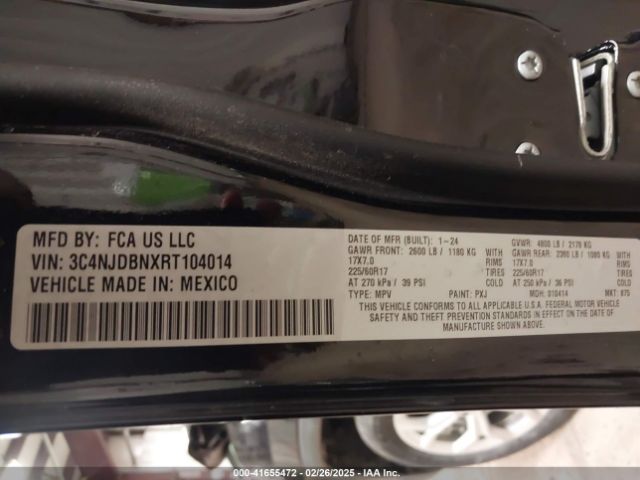 MFD BY: FCA US LLC
VIN: 3C4NJDBNXRT104014
VEHICLE MADE IN: MEXICO
DATE OF MFR (BUILT): 1-24 GVWR: 4800 LB / 2178 KG
GAWR FRONT: 2600 LB / 1180 KG GAWR REAR: 2380 LB / 1080 KG
17X7.0 RIMS 17X7.0
225/60R17 TIRES 225/60R17 TIRES
AT 270 kPa / 39 PSI COLD AT 250 kPa / 36 PSI COLD
TYPE: MPV PAINT: PXJ MDH: 010414 MKT: 875
THIS VEHICLE CONFORMS TO ALL APPLICABLE U.S.A. FEDERAL MOTOR VEHICLE
SAFETY AND THEFT PREVENTION STANDARDS IN EFFECT ON THE DATE OF
MANUFACTURE SHOWN ABOVE.
000-41655472 - 02/26/2025 - IAA Inc.